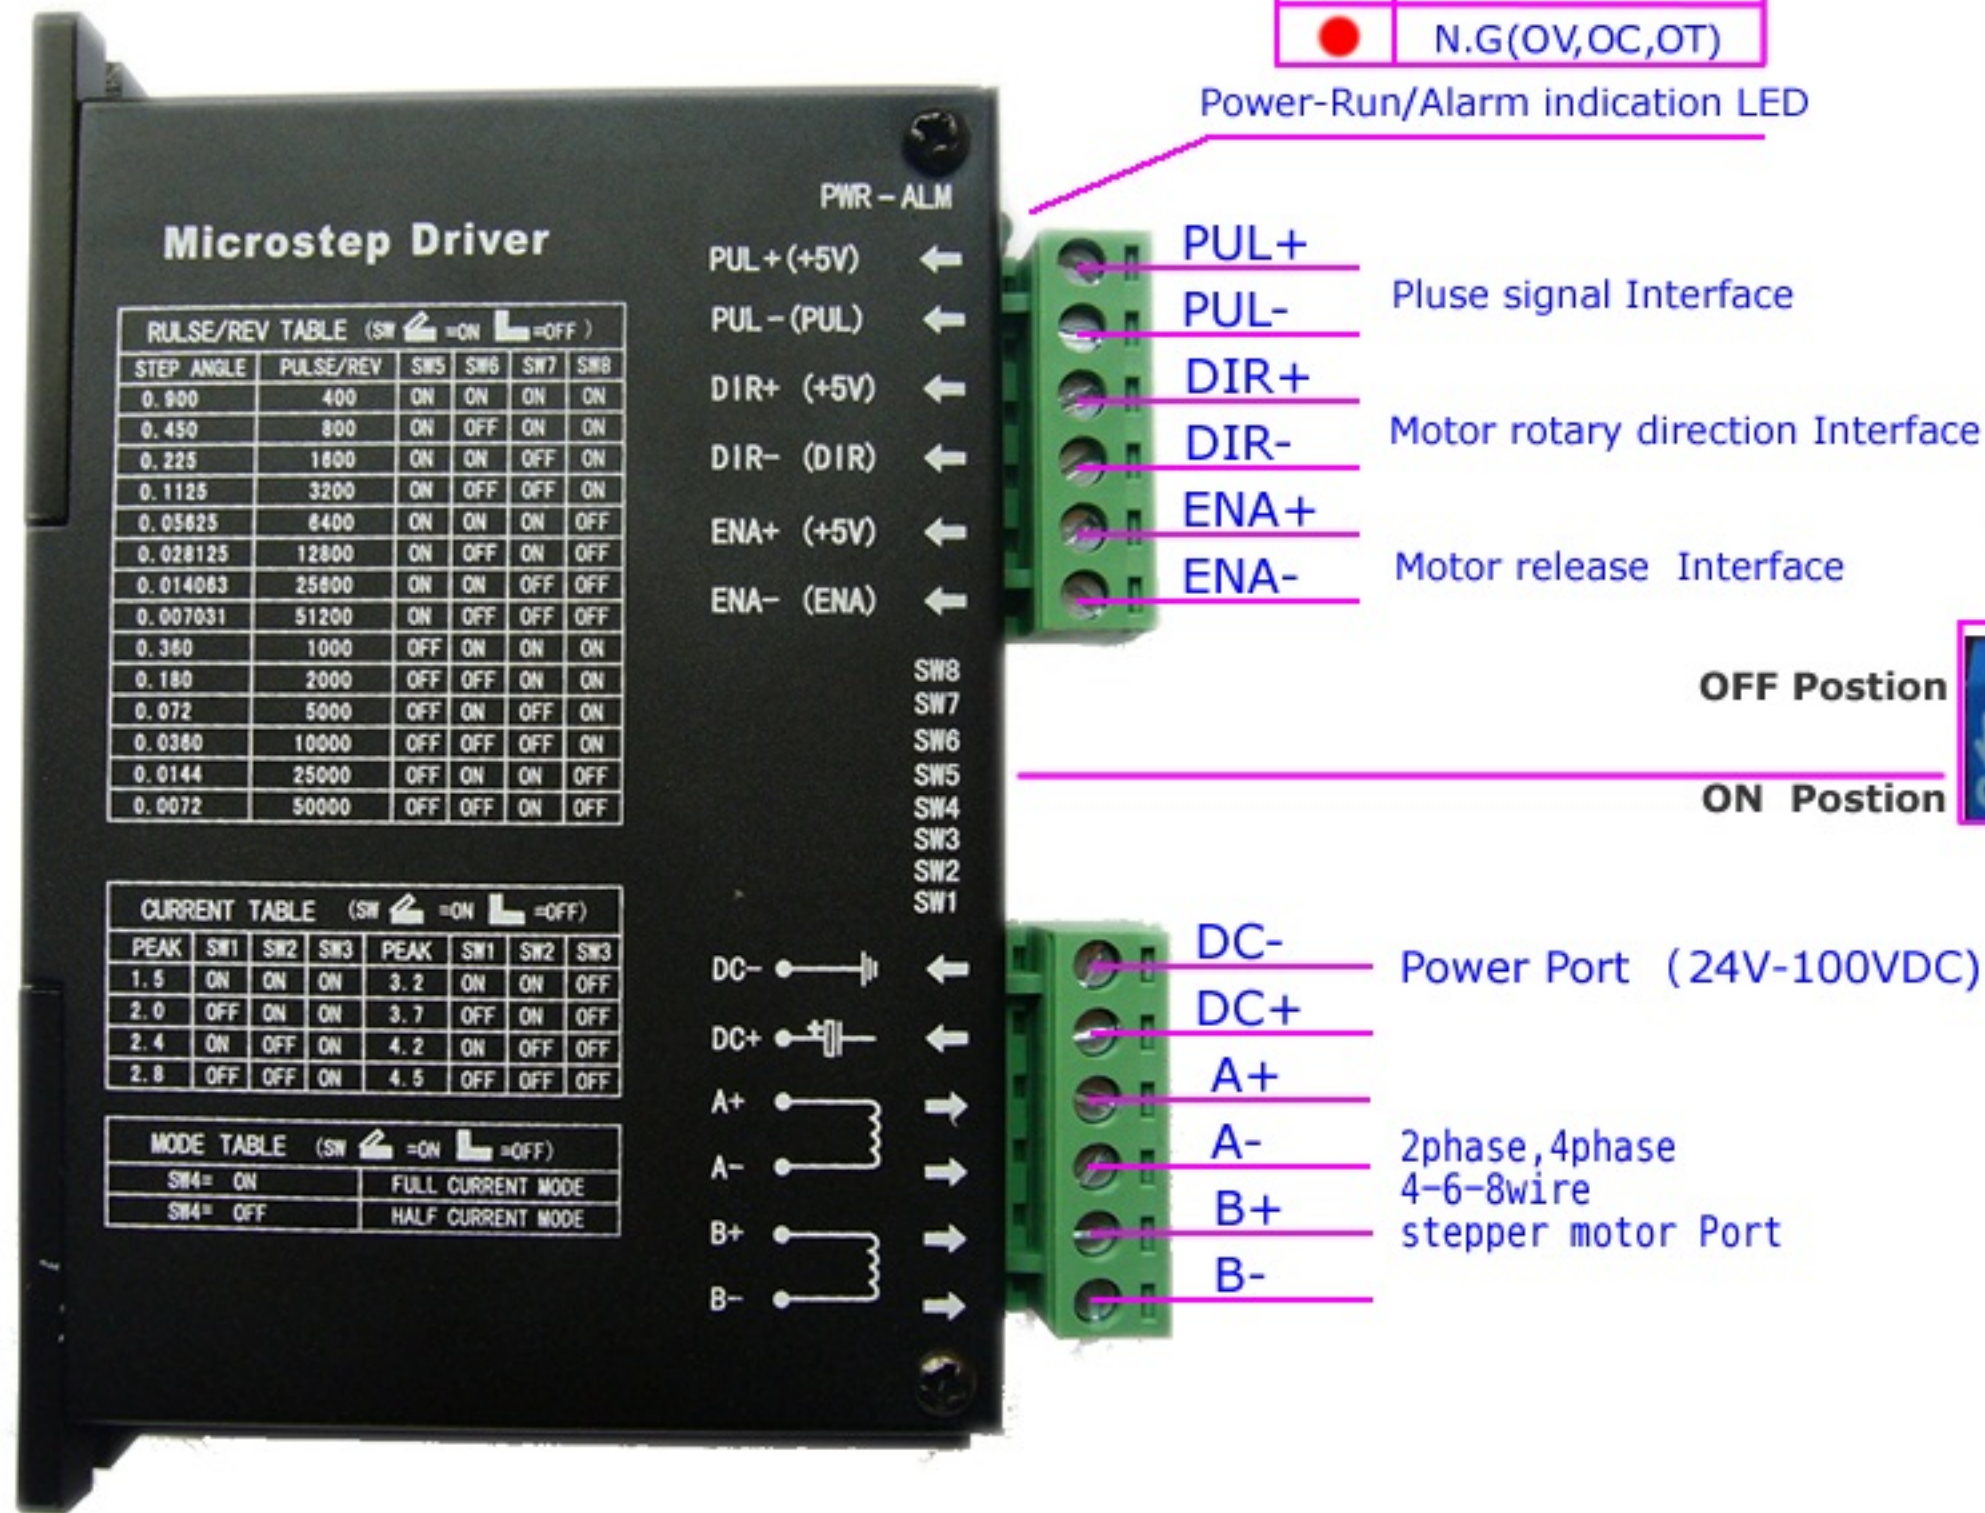 N.G(OV,OC,OT)
Power-Run/Alarm indication LED
PWR-ALM
Microstep Driver
PUL+(+5V)
PUL-(PUL)
DIR+ (+5V)
DIR- (DIR)
ENA+ (+5V)
ENA- (ENA)
PUL+
PUL-
Pluse signal Interface
DIR+
DIR-
Motor rotary direction Interface
ENA+
ENA-
Motor release Interface
RULSE/REV TABLE (SW =ON =OFF)
STEP ANGLE PULSE/REV SW5 SW6 SW7 SW8
0.900 400 ON ON ON ON
0.450 800 ON OFF ON ON
0.225 1600 ON ON OFF ON
0.1125 3200 ON OFF OFF ON
0.05625 6400 ON ON ON OFF
0.028125 12800 ON OFF ON OFF
0.014063 25600 ON ON OFF OFF
0.007031 51200 ON OFF OFF OFF
0.360 1000 OFF ON ON ON
0.180 2000 OFF OFF ON ON
0.072 5000 OFF ON OFF ON
0.0360 10000 OFF OFF OFF ON
0.0144 25000 OFF ON ON OFF
0.0072 50000 OFF OFF ON OFF
SW8
SW7
SW6
SW5
SW4
SW3
SW2
SW1
OFF Postion
ON Postion
CURRENT TABLE (SW =ON =OFF)
PEAK SW1 SW2 SW3 PEAK SW1 SW2 SW3
1.5 ON ON ON 3.2 ON ON OFF
2.0 OFF ON ON 3.7 OFF ON OFF
2.4 ON OFF ON 4.2 ON OFF OFF
2.8 OFF OFF ON 4.5 OFF OFF OFF
MODE TABLE (SW =ON =OFF)
SW4= ON FULL CURRENT MODE
SW4= OFF HALF CURRENT MODE
DC-
DC+
A+
A-
B+
B-
DC-
DC+
Power Port (24V-100VDC)
A+
A-
B+
B-
2phase,4phase
4-6-8wire
stepper motor Port